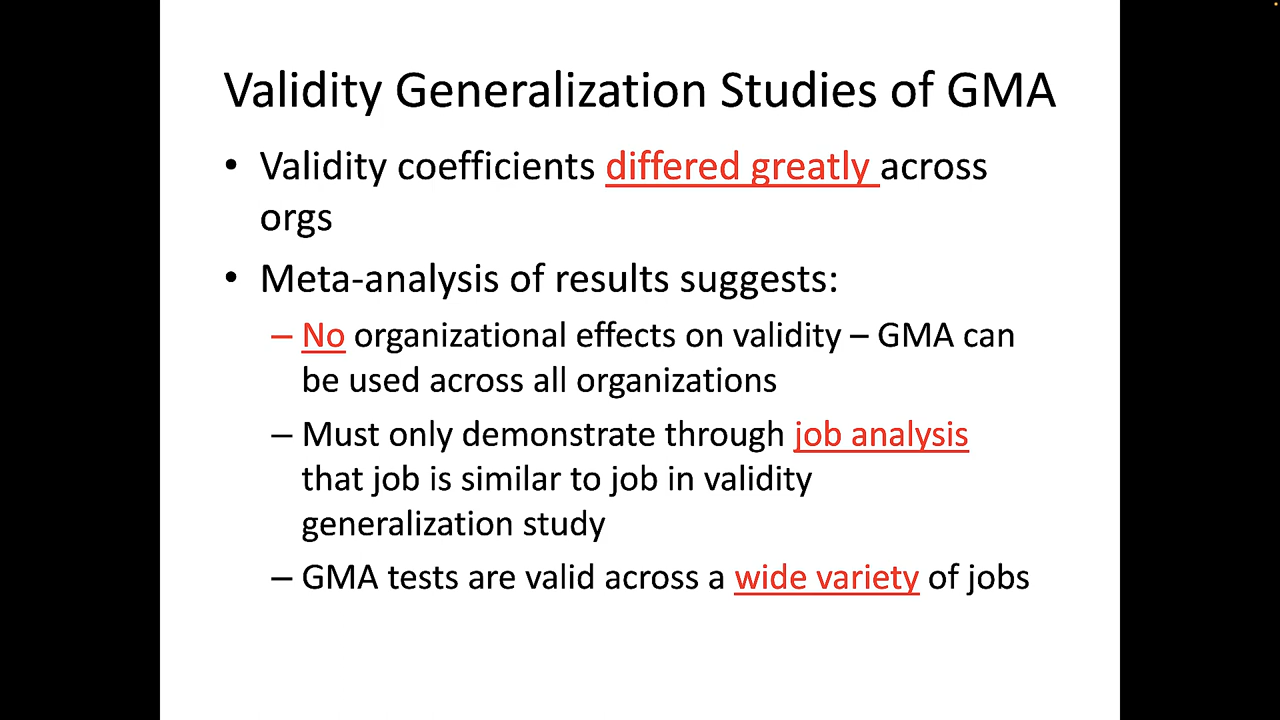 Validity Generalization Studies of GMA
• Validity coefficients differed greatly across
orgs
• Meta-analysis of results suggests:
– No organizational effects on validity – GMA can
be used across all organizations
– Must only demonstrate through job analysis
that job is similar to job in validity
generalization study
– GMA tests are valid across a wide variety of jobs